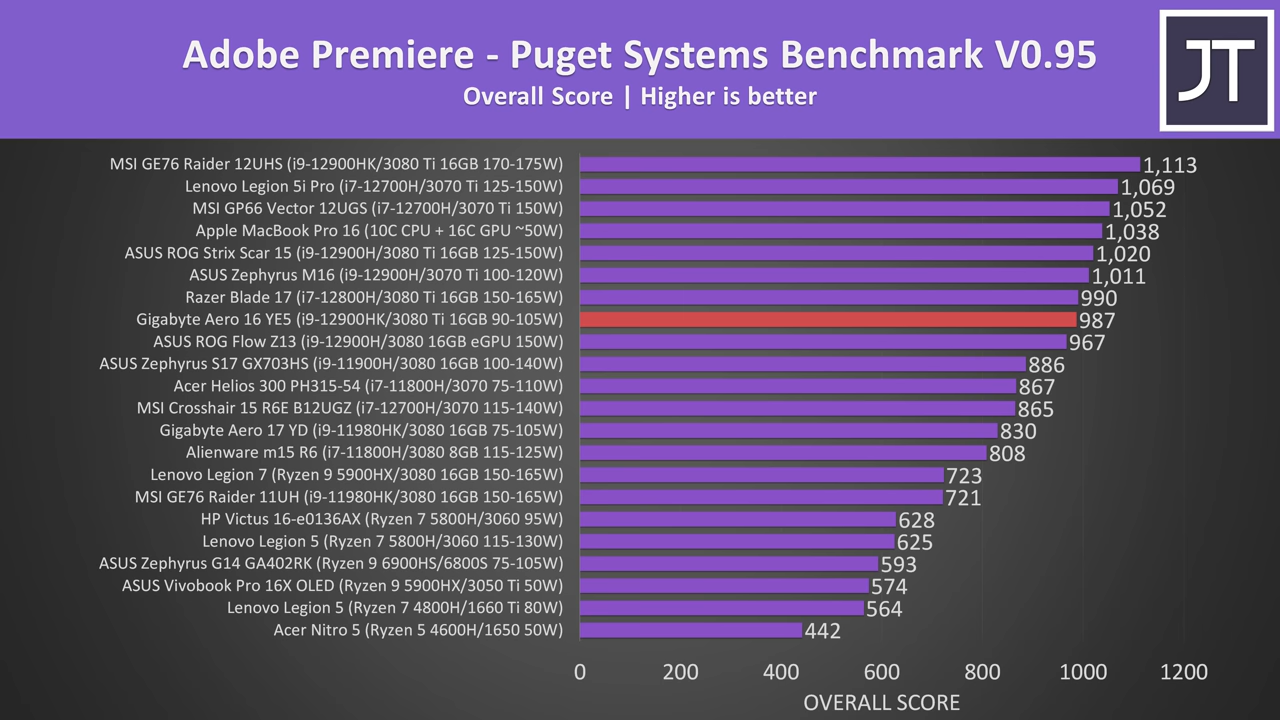 Adobe Premiere - Puget Systems Benchmark V0.95
Overall Score | Higher is better
JT
MSI GE76 Raider 12UHS (i9-12900HK/3080 Ti 16GB 170-175W) 1,113
Lenovo Legion 5i Pro (i7-12700H/3070 Ti 125-150W) 1,069
MSI GP66 Vector 12UGS (i7-12700H/3070 Ti 150W) 1,052
Apple MacBook Pro 16 (10C CPU + 16C GPU ~50W) 1,038
ASUS ROG Strix Scar 15 (i9-12900H/3080 Ti 16GB 125-150W) 1,020
ASUS Zephyrus M16 (i9-12900H/3070 Ti 100-120W) 1,011
Razer Blade 17 (i7-12800H/3080 Ti 16GB 150-165W) 990
Gigabyte Aero 16 YE5 (i9-12900HK/3080 Ti 16GB 90-105W) 987
ASUS ROG Flow Z13 (i9-12900H/3080 16GB eGPU 150W) 967
ASUS Zephyrus S17 GX703HS (i9-11900H/3080 16GB 100-140W) 886
Acer Helios 300 PH315-54 (i7-11800H/3070 75-110W) 867
MSI Crosshair 15 R6E B12UGZ (i7-12700H/3070 115-140W) 865
Gigabyte Aero 17 YD (i9-11980HK/3080 16GB 75-105W) 830
Alienware m15 R6 (i7-11800H/3080 8GB 115-125W) 808
Lenovo Legion 7 (Ryzen 9 5900HX/3080 16GB 150-165W) 723
MSI GE76 Raider 11UH (i9-11980HK/3080 16GB 150-165W) 721
HP Victus 16-e0136AX (Ryzen 7 5800H/3060 95W) 628
Lenovo Legion 5 (Ryzen 7 5800H/3060 115-130W) 625
ASUS Zephyrus G14 GA402RK (Ryzen 9 6900HS/6800S 75-105W) 593
ASUS Vivobook Pro 16X OLED (Ryzen 9 5900HX/3050 Ti 50W) 574
Lenovo Legion 5 (Ryzen 7 4800H/1660 Ti 80W) 564
Acer Nitro 5 (Ryzen 5 4600H/1650 50W) 442
0 200 400 600 800 1000 1200
OVERALL SCORE